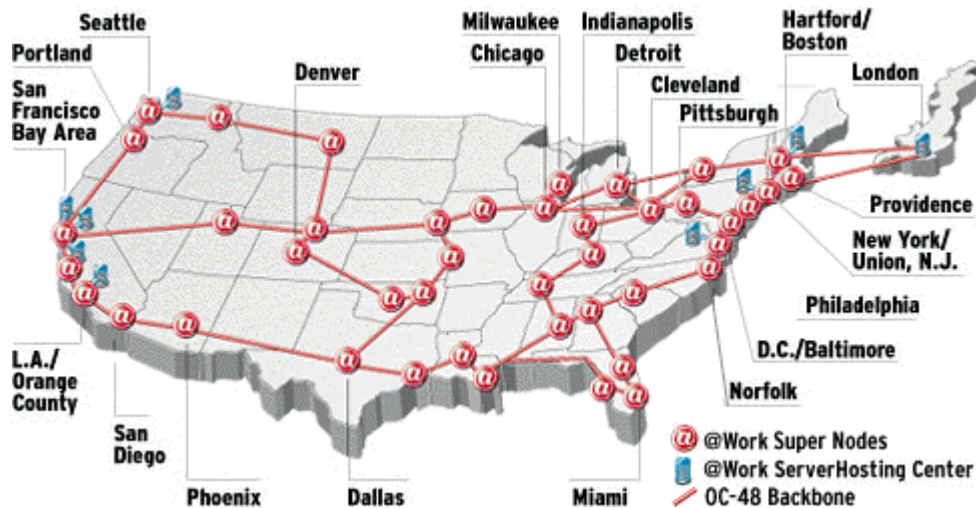 Seattle
Portland
San
Francisco
Bay Area
Denver
Milwaukee
Chicago
Indianapolis
Detroit
Cleveland
Pittsburgh
Hartford/
Boston
London
Providence
New York/
Union, N.J.
Philadelphia
D.C./Baltimore
Norfolk
L.A./
Orange
County
San
Diego
Phoenix
Dallas
Miami
@Work Super Nodes
@Work ServerHosting Center
OC-48 Backbone